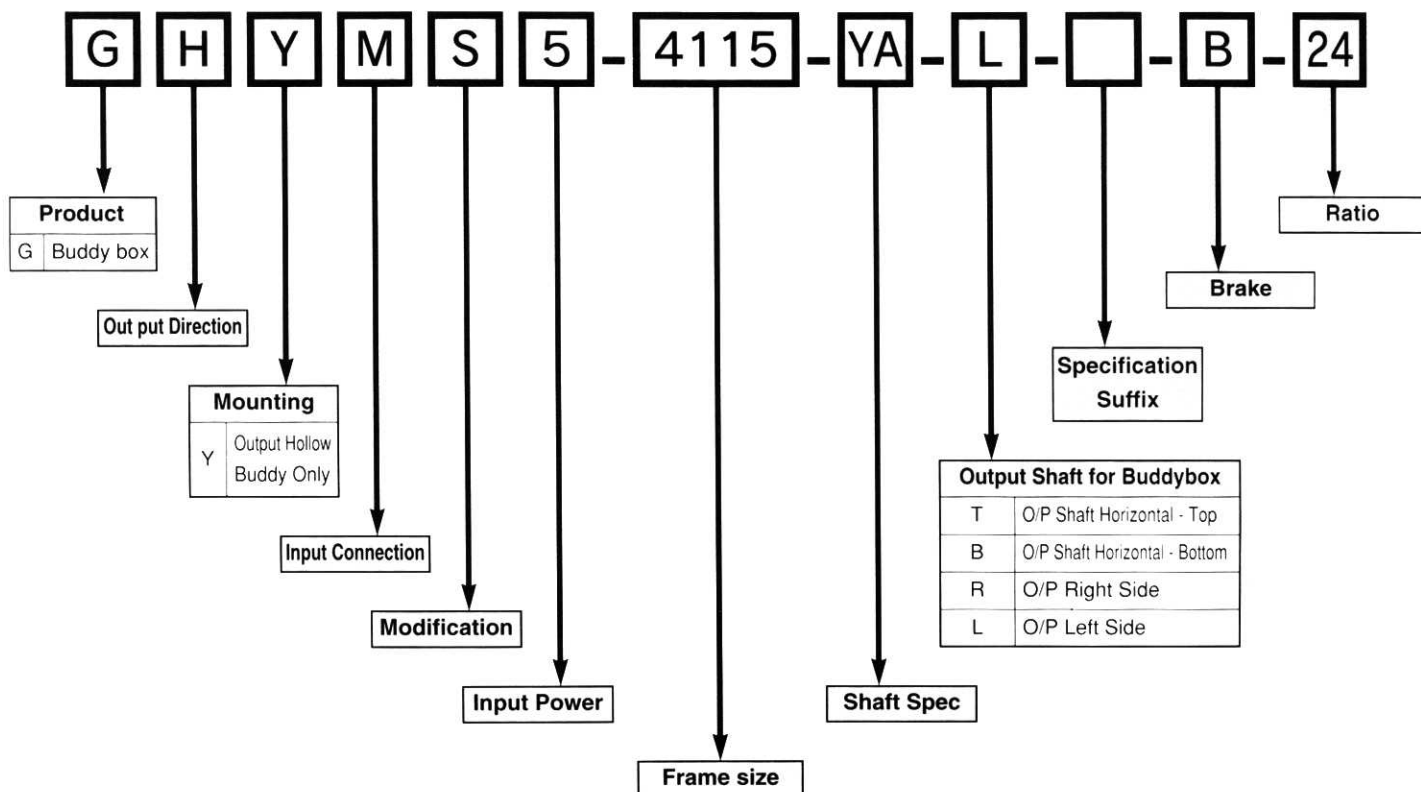 G H Y M S 5 - 4115 - YA - L - - B - 24
Product
G Buddy box
Out put Direction
Mounting
Y Output Hollow
Buddy Only
Input Connection
Modification
Input Power
Frame size
Shaft Spec
Output Shaft for Buddybox
T O/P Shaft Horizontal - Top
B O/P Shaft Horizontal - Bottom
R O/P Right Side
L O/P Left Side
Specification
Suffix
Brake
Ratio